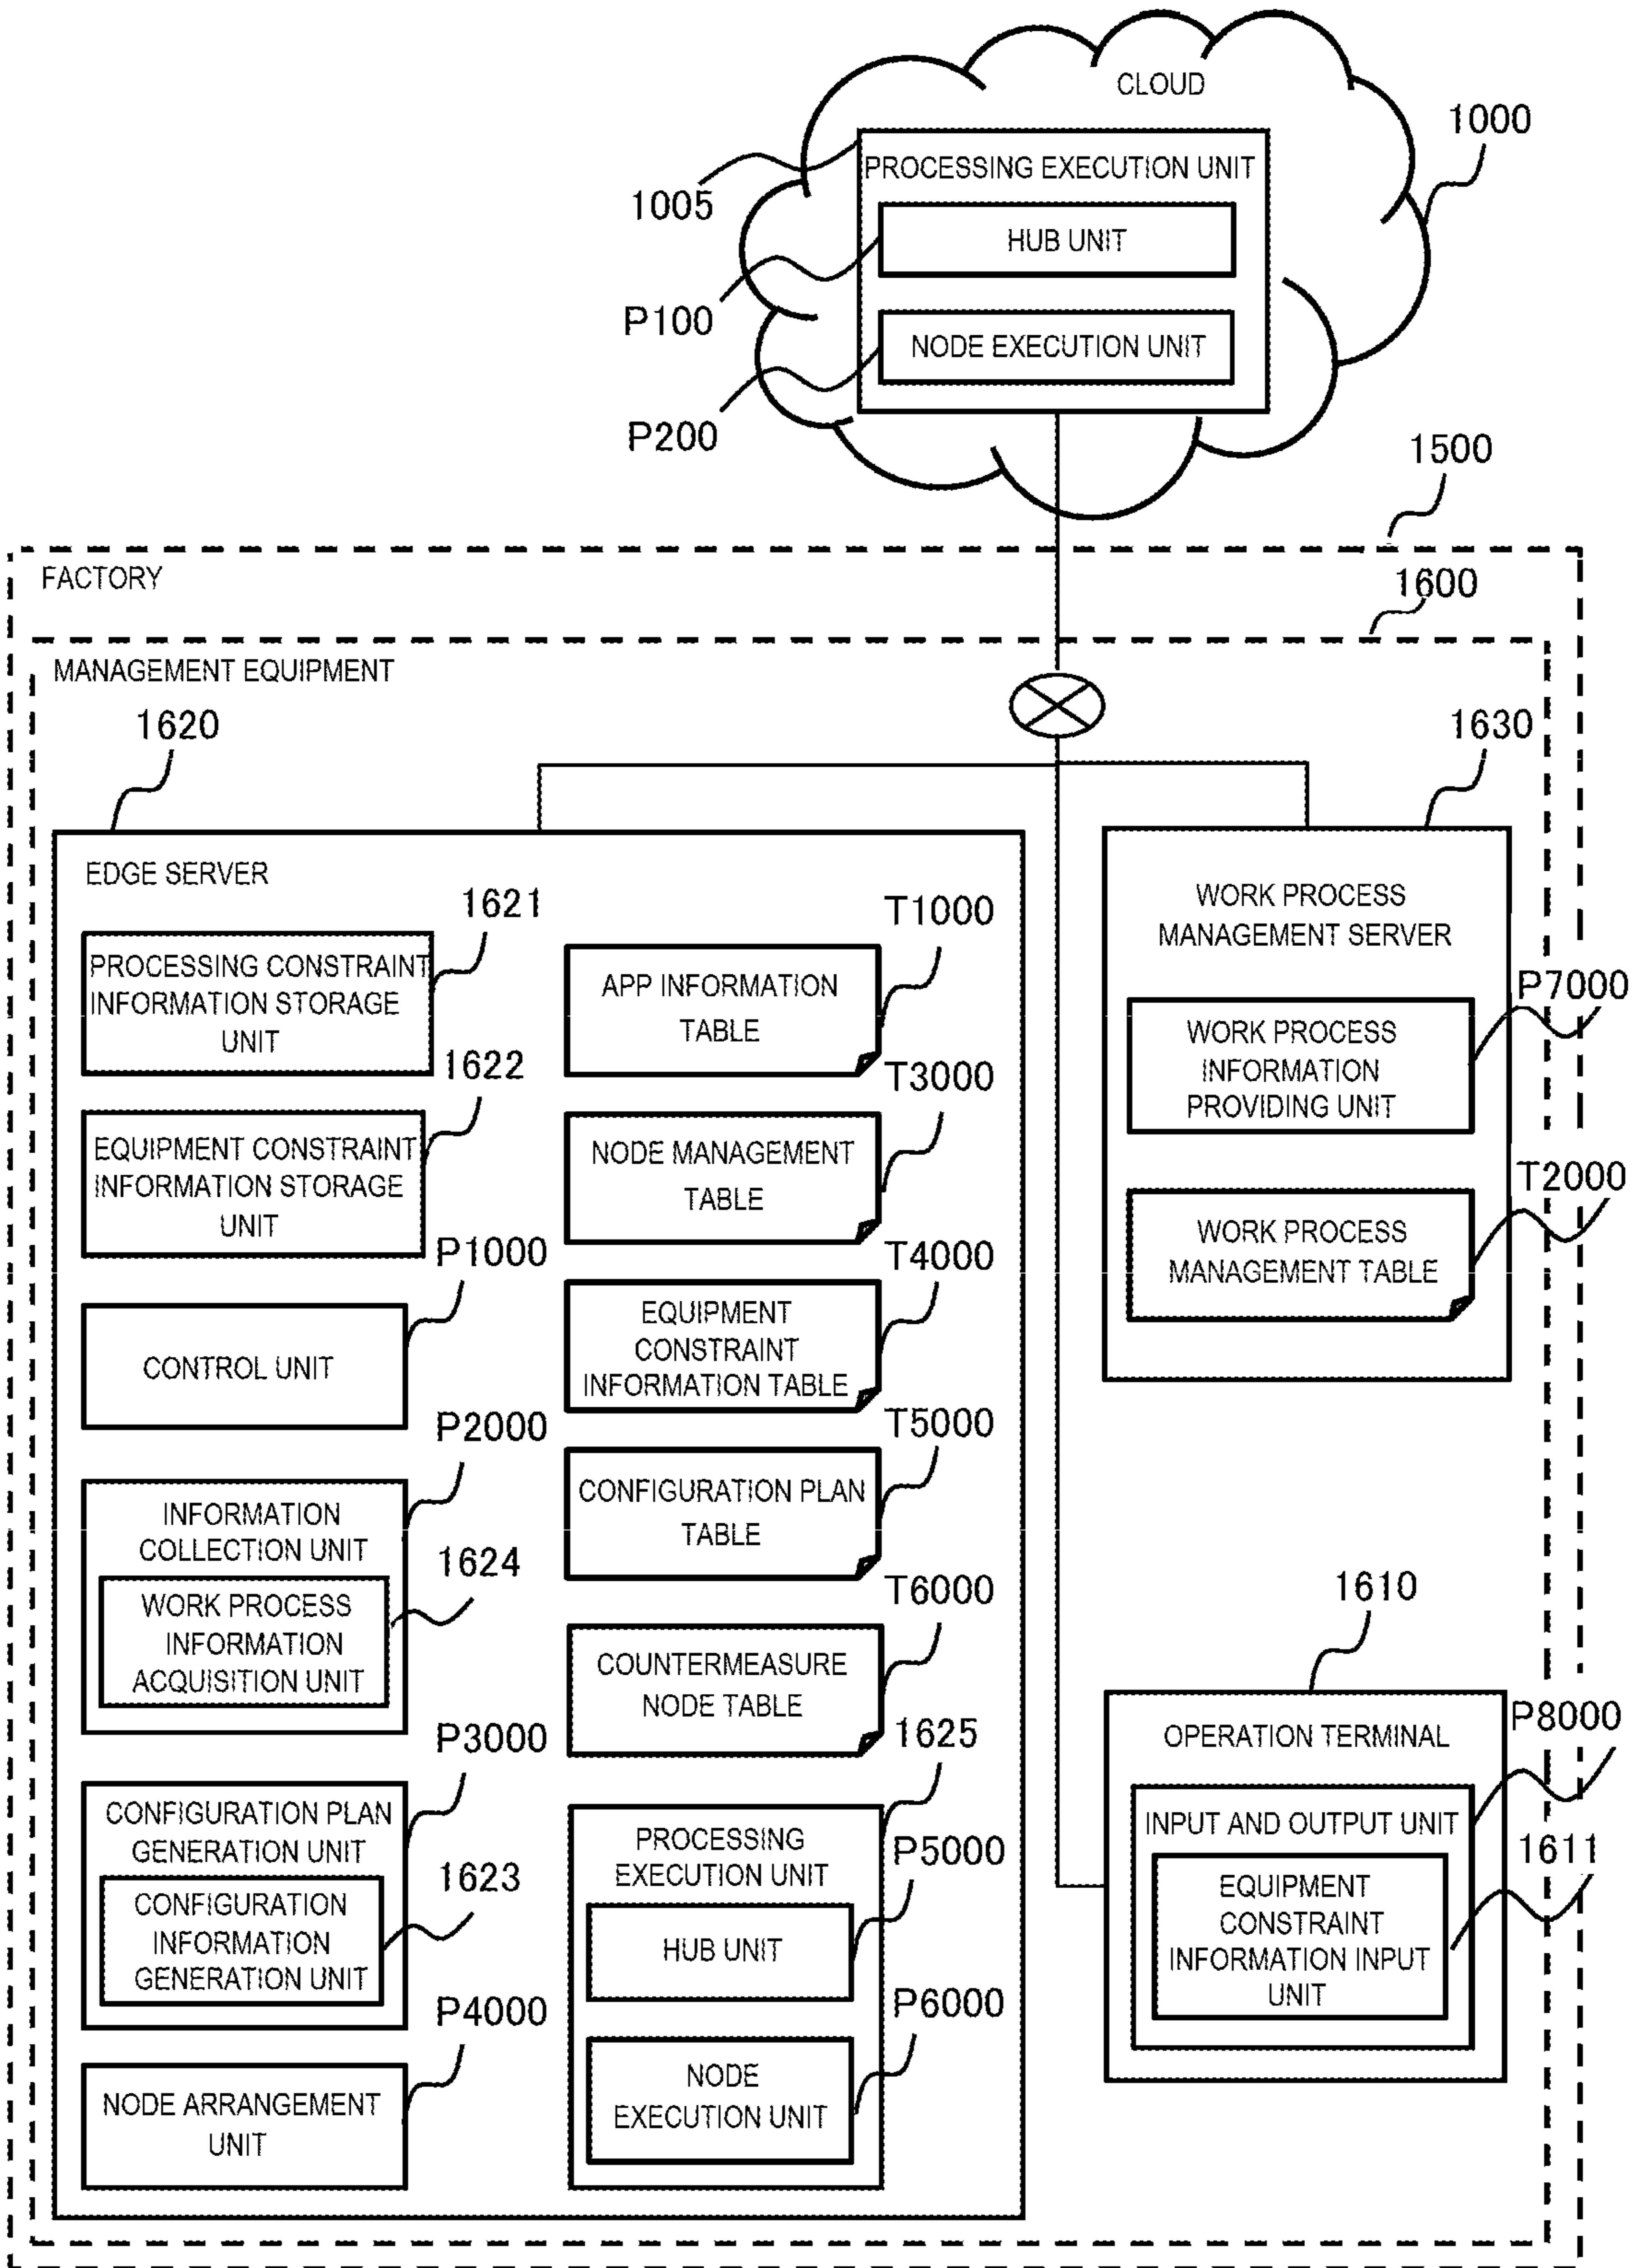 CLOUD
1000
PROCESSING EXECUTION UNIT
1005
HUB UNIT
P100
NODE EXECUTION UNIT
P200
1500
FACTORY
1600
MANAGEMENT EQUIPMENT
1620
1630
EDGE SERVER
1621
PROCESSING CONSTRAINT
INFORMATION STORAGE
UNIT
1622
EQUIPMENT CONSTRAINT
INFORMATION STORAGE
UNIT
P1000
CONTROL UNIT
P2000
INFORMATION
COLLECTION UNIT
1624
WORK PROCESS
INFORMATION
ACQUISITION UNIT
P3000
CONFIGURATION PLAN
GENERATION UNIT
1623
CONFIGURATION
INFORMATION
GENERATION UNIT
P4000
NODE ARRANGEMENT
UNIT
T1000
APP INFORMATION
TABLE
T3000
NODE MANAGEMENT
TABLE
T4000
EQUIPMENT
CONSTRAINT
INFORMATION TABLE
T5000
CONFIGURATION PLAN
TABLE
T6000
COUNTERMEASURE
NODE TABLE
1625
PROCESSING
EXECUTION UNIT
P5000
HUB UNIT
P6000
NODE
EXECUTION UNIT
WORK PROCESS
MANAGEMENT SERVER
P7000
WORK PROCESS
INFORMATION
PROVIDING UNIT
T2000
WORK PROCESS
MANAGEMENT TABLE
1610
OPERATION TERMINAL
P8000
INPUT AND OUTPUT UNIT
1611
EQUIPMENT
CONSTRAINT
INFORMATION INPUT
UNIT